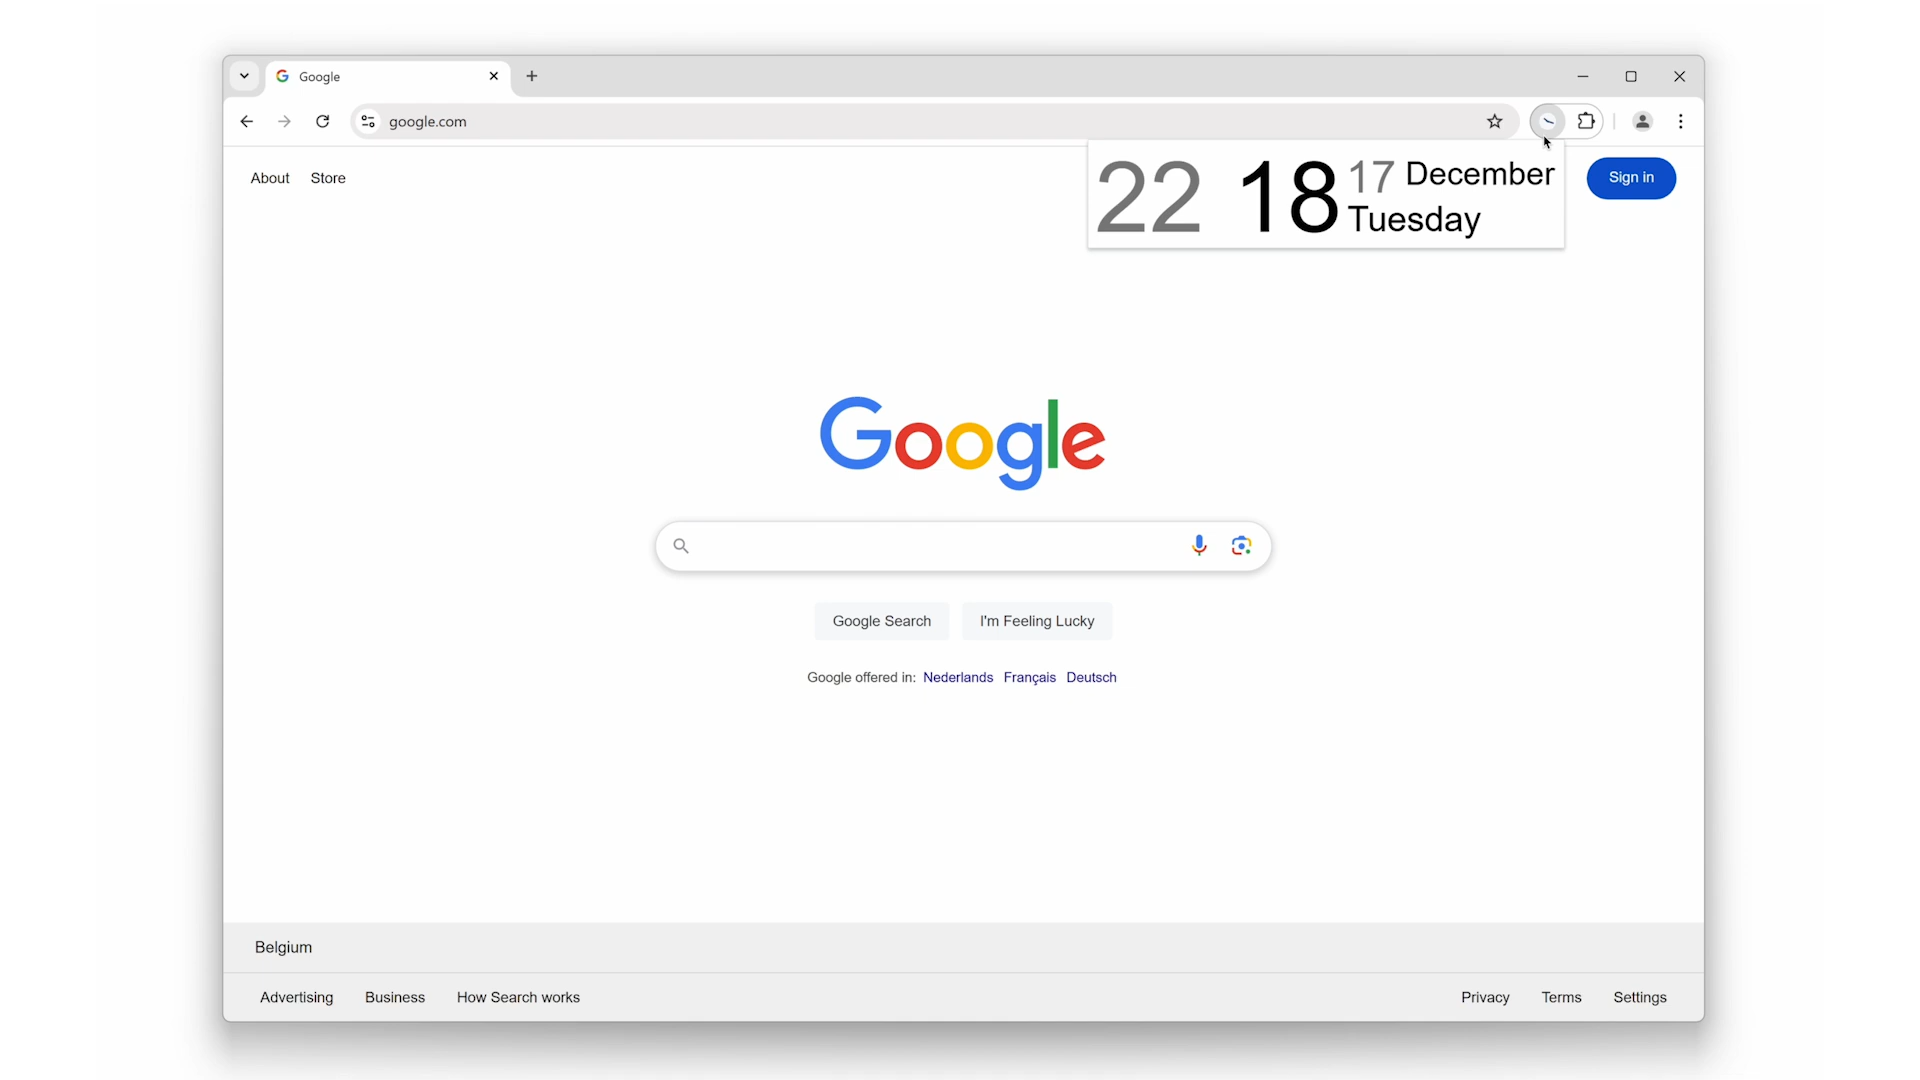 Google
google.com
About Store
22 18 17 December
Tuesday
Sign in
Google
Google Search I'm Feeling Lucky
Google offered in: Nederlands Français Deutsch
Belgium
Advertising Business How Search works Privacy Terms Settings